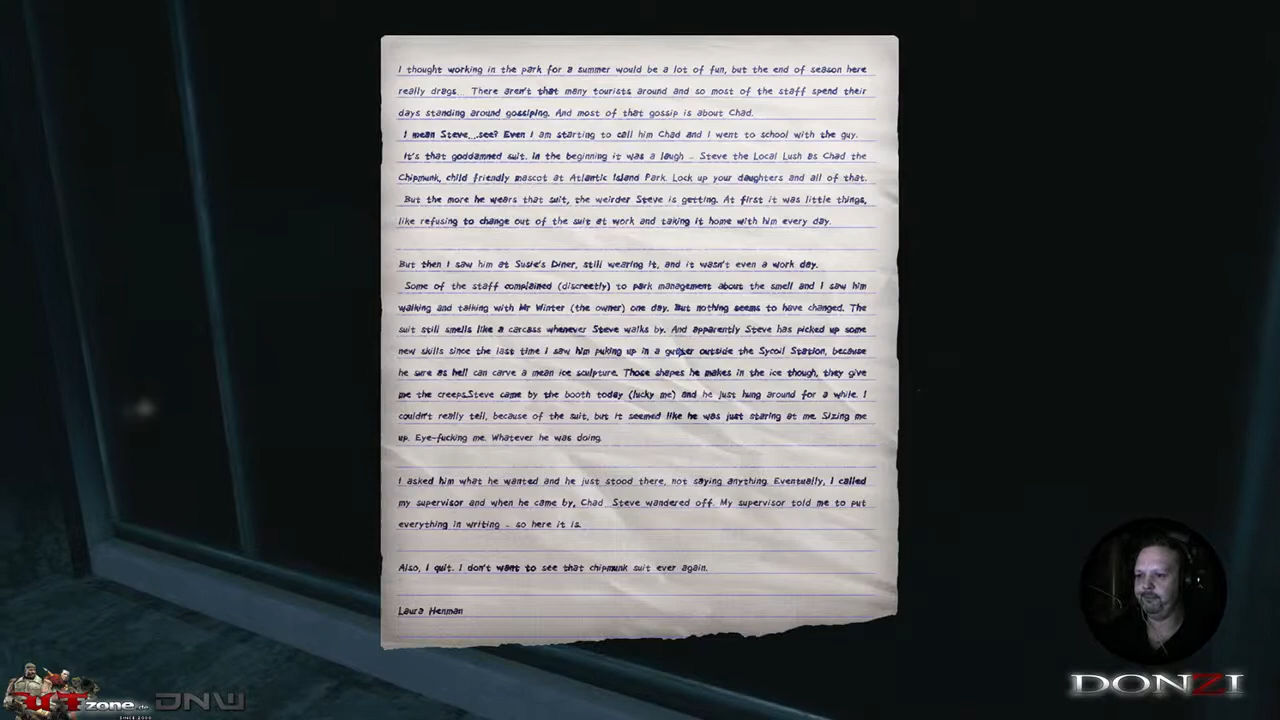 I thought working in the park for a summer would be a lot of fun, but the end of season here
really drags... There aren't that many tourists around and so most of the staff spend their
days standing around gossiping. And most of that gossip is about Chad.
I mean Steve...see? Even I am starting to call him Chad and I went to school with the guy.
It's that goddamned suit. In the beginning it was a laugh - Steve the Local Lush as Chad the
Chipmunk, child friendly mascot at Atlantic Island Park. Lock up your daughters and all of that.
But the more he wears that suit, the weirder Steve is getting. At first it was little things,
like refusing to change out of the suit at work and taking it home with him every day.
But then I saw him at Susie's Diner, still wearing it, and it wasn't even a work day.
Some of the staff complained (discreetly) to park management about the smell and I saw him
walking and talking with Mr Winter (the owner) one day. But nothing seems to have changed. The
suit still smells like a carcass whenever Steve walks by. And apparently Steve has picked up some
new skills since the last time I saw him puking up in a gutter outside the Sycoil Station, because
he sure as hell can carve a mean ice sculpture. Those shapes he makes in the ice though, they give
me the creeps.Steve came by the booth today (lucky me) and he just hung around for a while. I
couldn't really tell, because of the suit, but it seemed like he was just staring at me. Sizing me
up. Eye-fucking me. Whatever he was doing.
I asked him what he wanted and he just stood there, not saying anything. Eventually, I called
my supervisor and when he came by, Chad...Steve wandered off. My supervisor told me to put
everything in writing - so here it is.
Also, I quit. I don't want to see that chipmunk suit ever again.
Laura Henman
UTzone.de DNW
SINCE 2000
DONZI